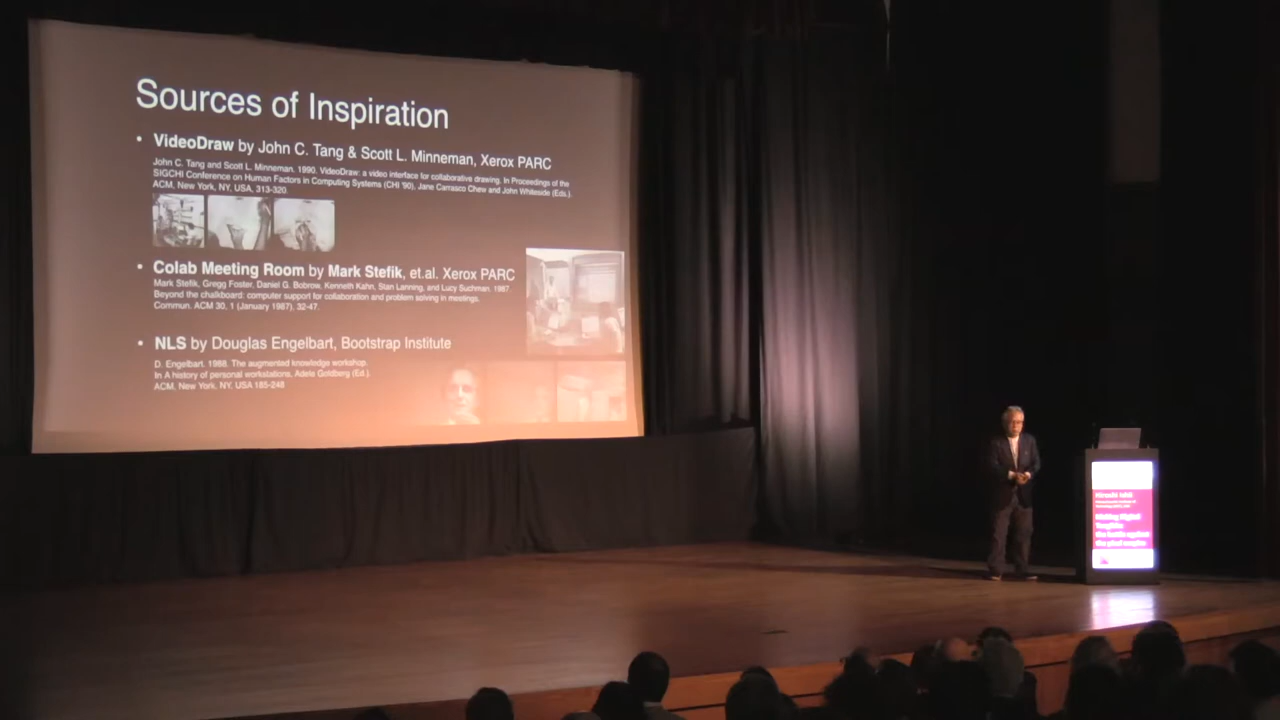 Sources of Inspiration
• VideoDraw by John C. Tang & Scott L. Minneman, Xerox PARC
John C. Tang and Scott L. Minneman. 1990. VideoDraw: a video interface for collaborative drawing. In Proceedings of the
SIGCHI Conference on Human Factors in Computing Systems (CHI '90), Jane Carrasco Chew and John Whiteside (Eds.).
ACM, New York, NY, USA, 313-320.
• Colab Meeting Room by Mark Stefik, et.al. Xerox PARC
Mark Stefik, Gregg Foster, Daniel G. Bobrow, Kenneth Kahn, Stan Lanning, and Lucy Suchman. 1987.
Beyond the chalkboard: computer support for collaboration and problem solving in meetings.
Commun. ACM 30, 1 (January 1987), 32-47.
• NLS by Douglas Engelbart, Bootstrap Institute
D. Engelbart. 1988. The augmented knowledge workshop.
In A history of personal workstations, Adele Goldberg (Ed.).
ACM, New York, NY, USA 185-248
Hiroshi Ishii
Making Digital
Tangible